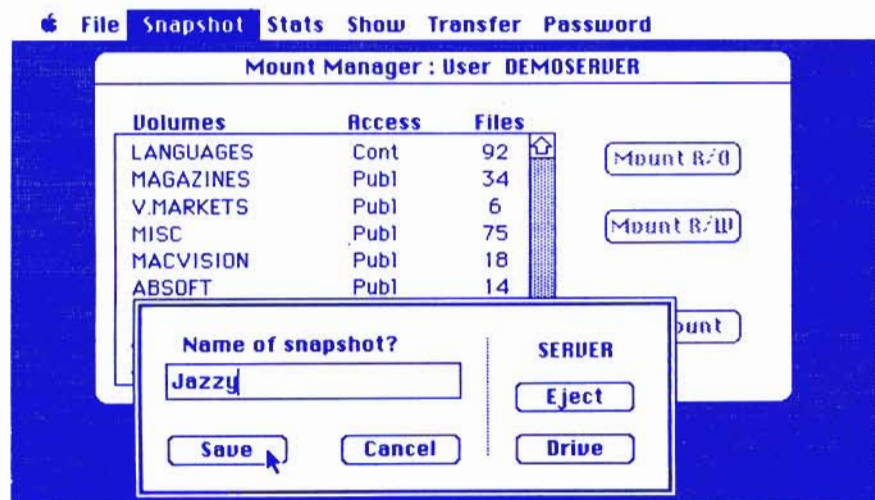 File Snapshot Stats Show Transfer Password
Mount Manager : User DEMOSERVER
Volumes Access Files
LANGUAGES Cont 92
MAGAZINES Publ 34
V.MARKETS Publ 6
MISC Publ 75
MACVISION Publ 18
ABSOFT Publ 14
Mount R/O
Mount R/W
Name of snapshot?
Jazzy
Save Cancel
SERVER
Eject
Drive